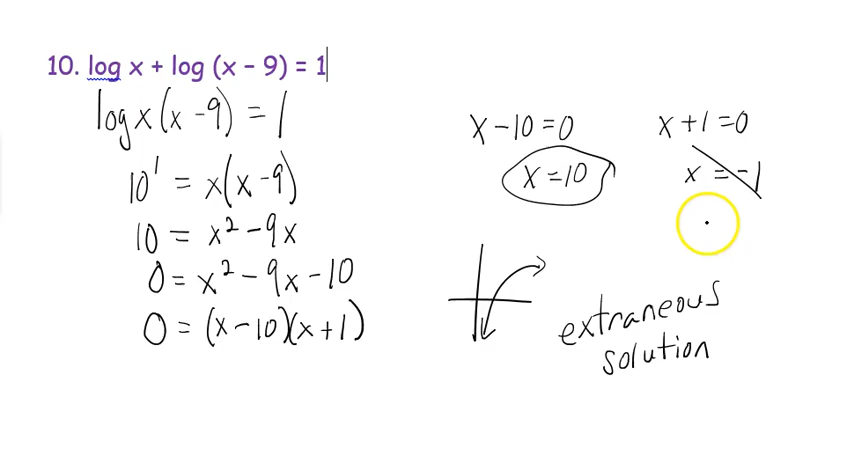 10. log x + log (x – 9) = 1
log x(x - 9) = 1
10¹ = x(x - 9)
10 = x² - 9x
0 = x² - 9x - 10
0 = (x - 10)(x + 1)
x - 10 = 0
x = 10
x + 1 = 0
x = -1
extraneous
solution